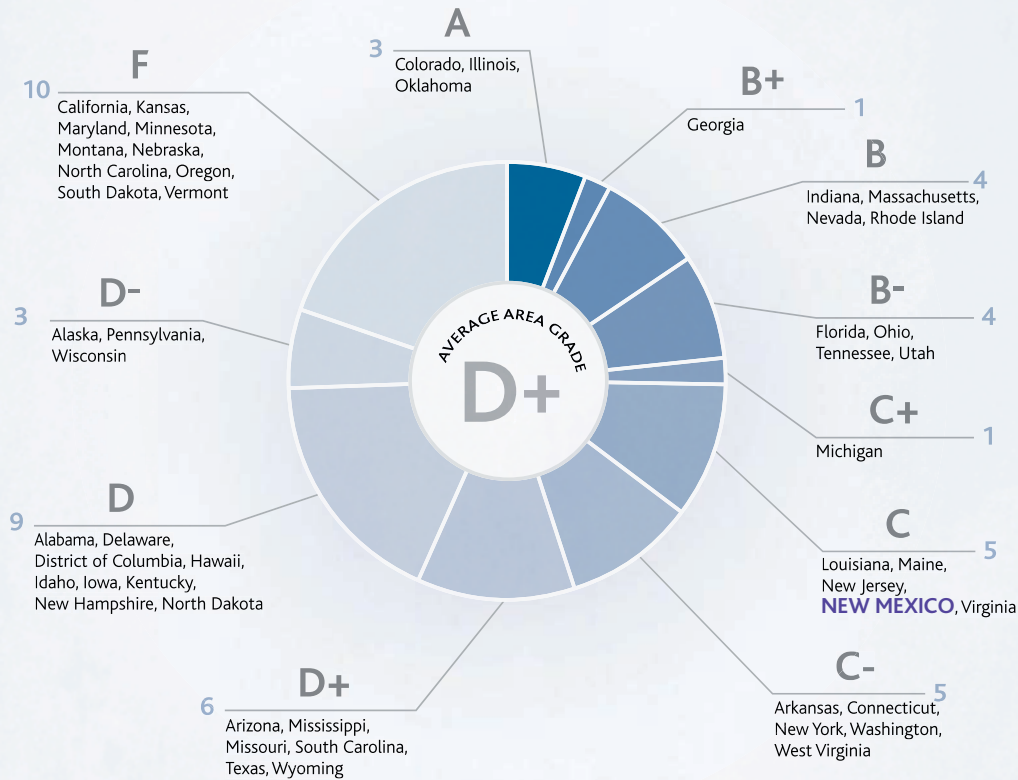 A
3
Colorado, Illinois,
Oklahoma
B+
1
Georgia
B
4
Indiana, Massachusetts,
Nevada, Rhode Island
B-
4
Florida, Ohio,
Tennessee, Utah
C+
1
Michigan
C
5
Louisiana, Maine,
New Jersey,
NEW MEXICO, Virginia
C-
5
Arkansas, Connecticut,
New York, Washington,
West Virginia
D+
6
Arizona, Mississippi,
Missouri, South Carolina,
Texas, Wyoming
D
9
Alabama, Delaware,
District of Columbia, Hawaii,
Idaho, Iowa, Kentucky,
New Hampshire, North Dakota
D-
3
Alaska, Pennsylvania,
Wisconsin
F
10
California, Kansas,
Maryland, Minnesota,
Montana, Nebraska,
North Carolina, Oregon,
South Dakota, Vermont
AVERAGE AREA GRADE
D+